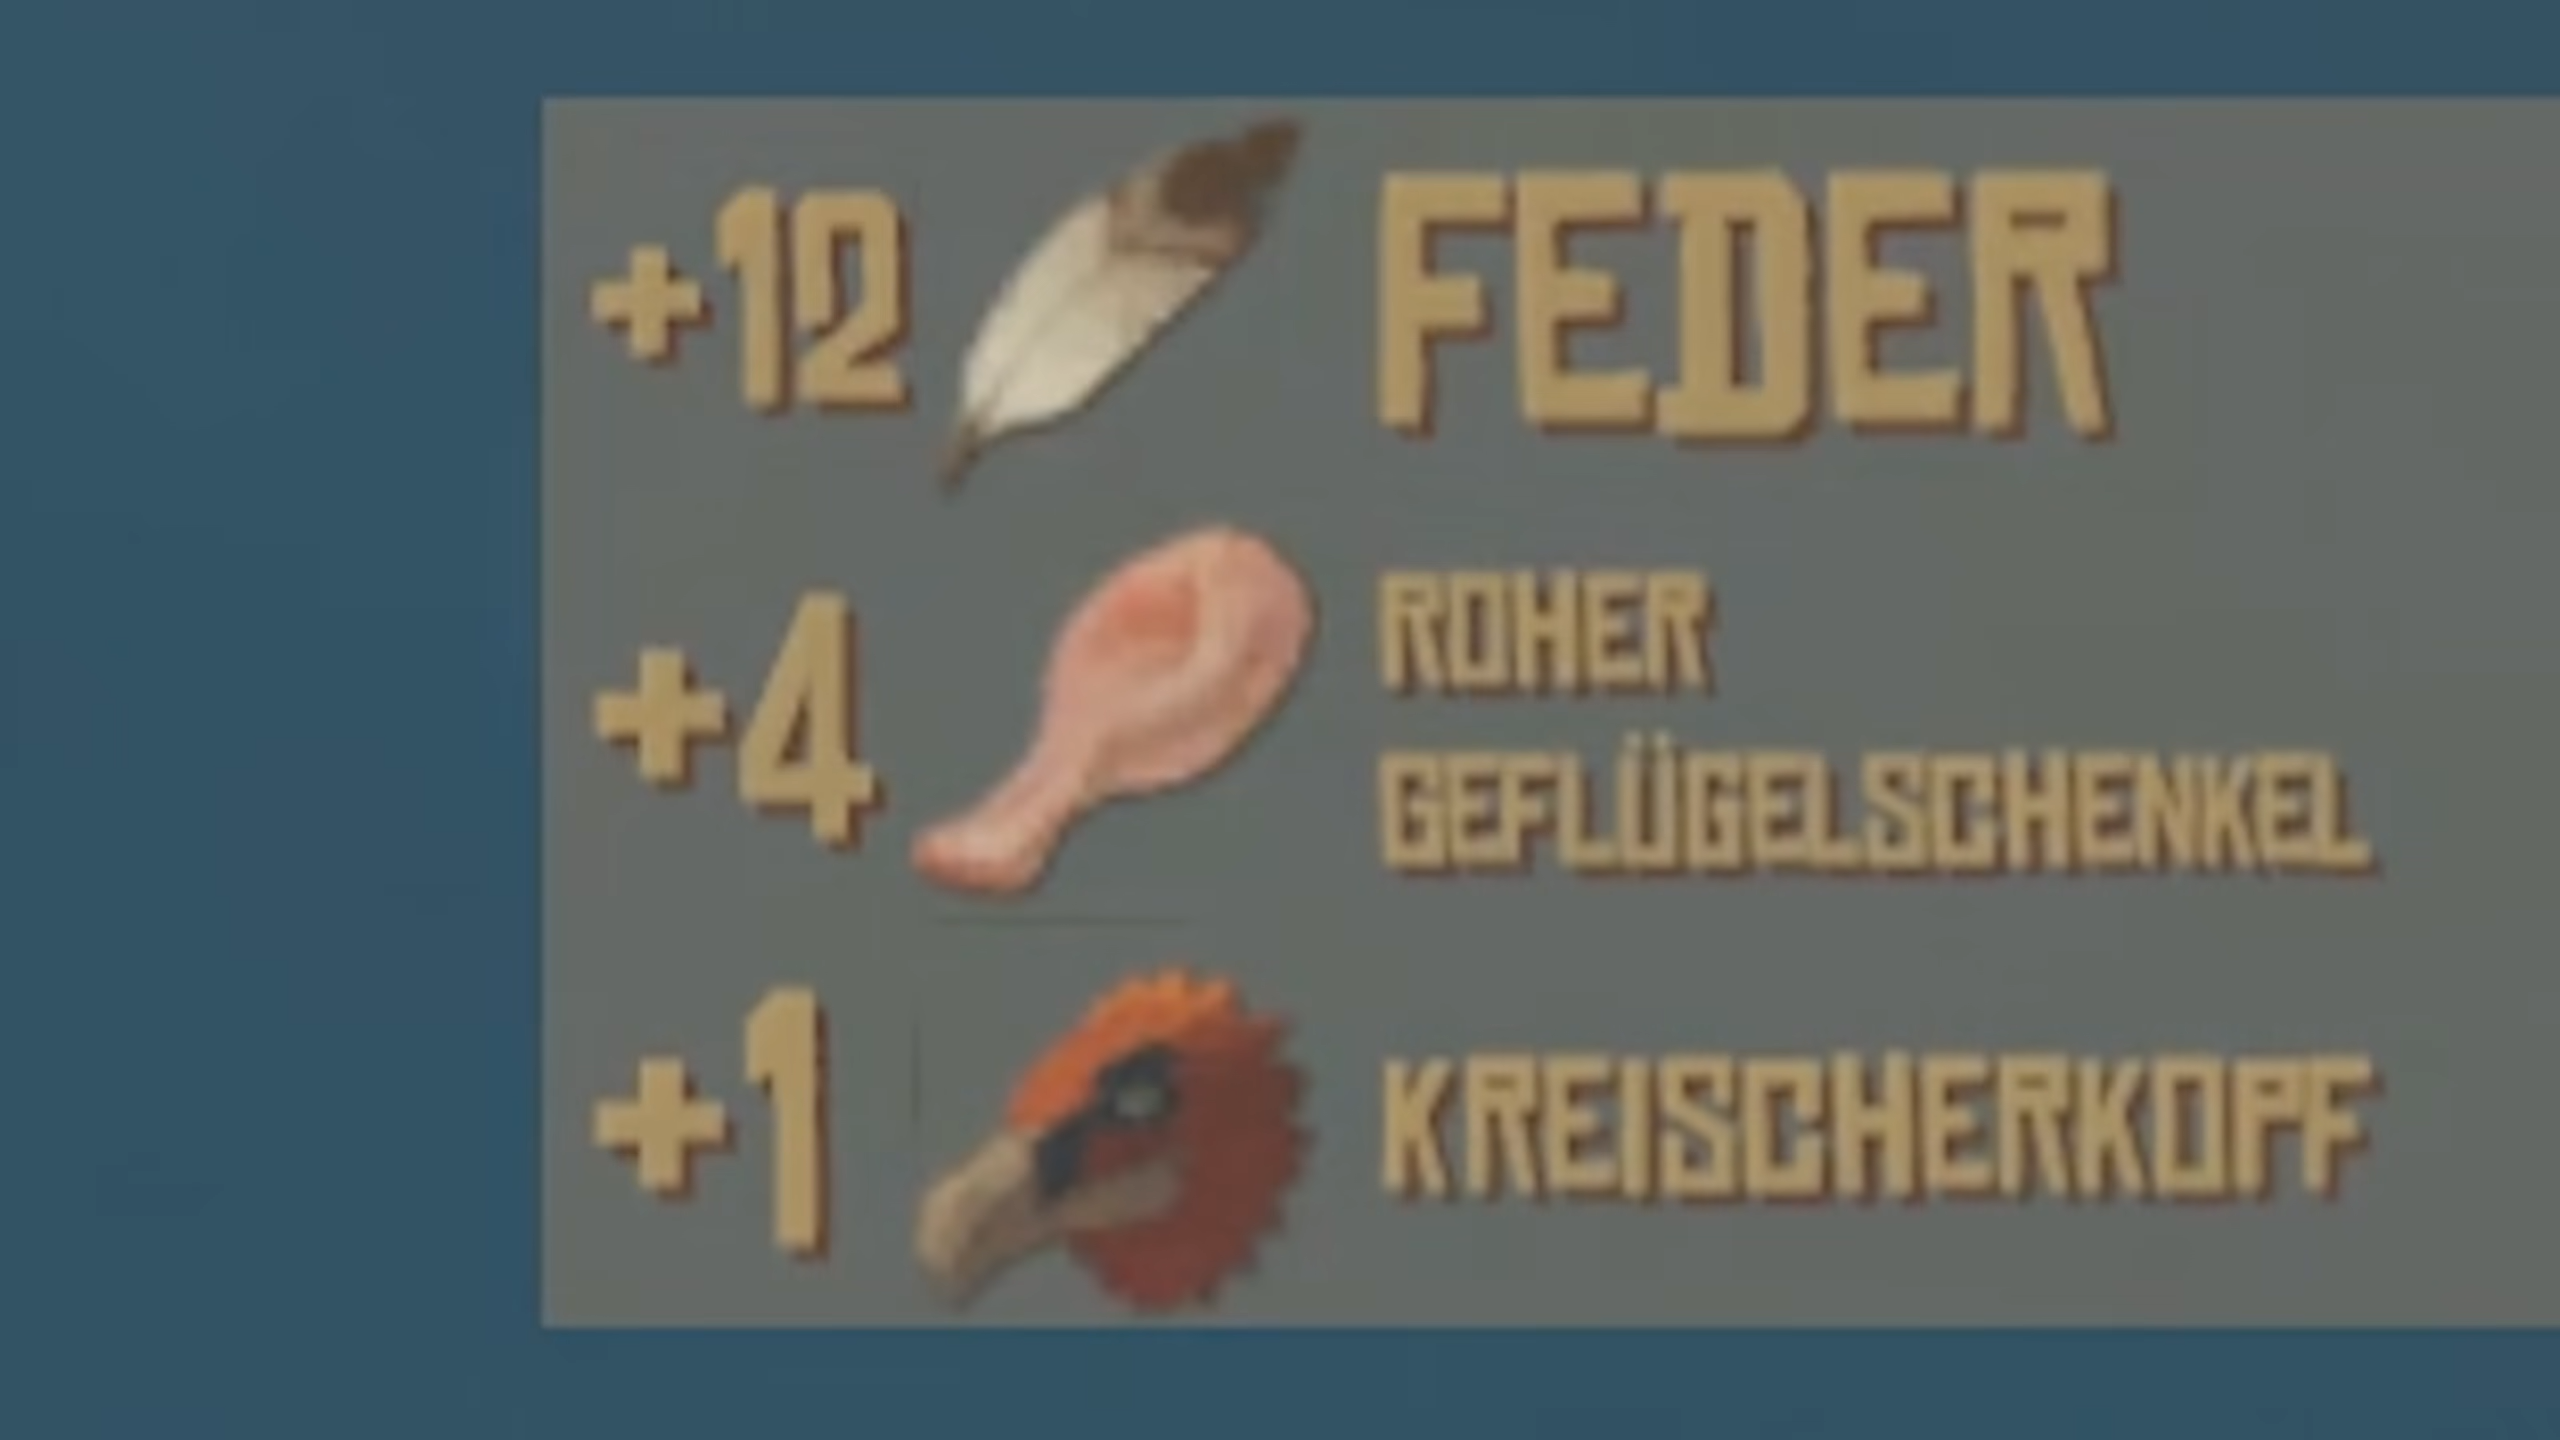 +12 FEDER
+4 ROHER
GEFLÜGELSCHENKEL
+1 KREISCHERKOPF